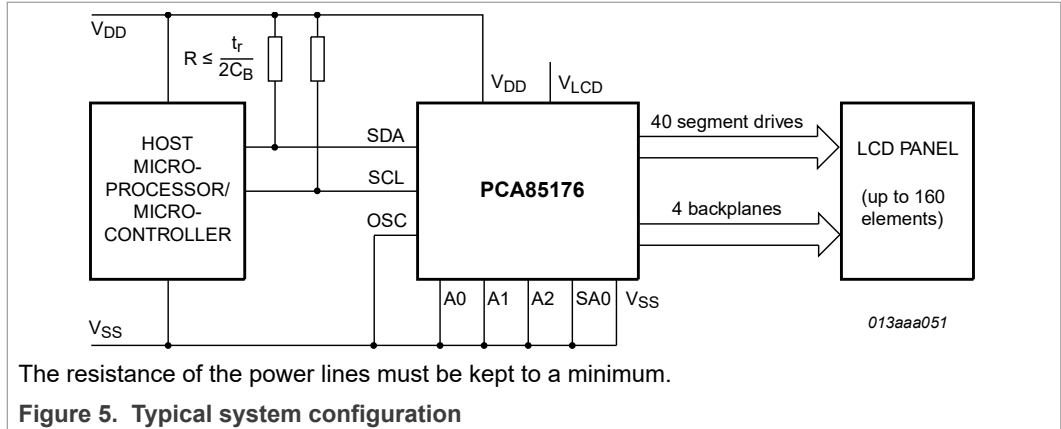 VDD
R ≤ tr
2CB
VDD
VLCD
HOST
MICRO-
PROCESSOR/
MICRO-
CONTROLLER
SDA
SCL
OSC
PCA85176
40 segment drives
4 backplanes
LCD PANEL
(up to 160
elements)
A0 A1 A2 SA0 VSS
VSS
013aaa051
The resistance of the power lines must be kept to a minimum.
Figure 5. Typical system configuration